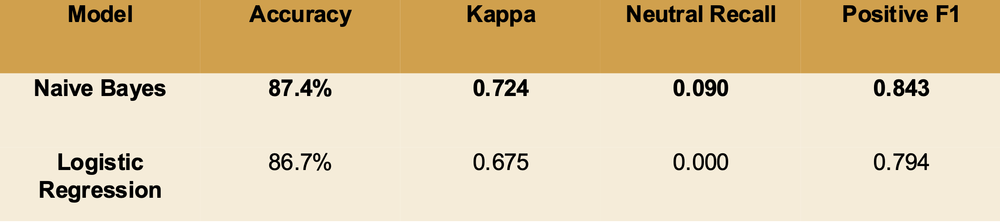 Model Accuracy Kappa Neutral Recall Positive F1
Naive Bayes 87.4% 0.724 0.090 0.843
Logistic 86.7% 0.675 0.000 0.794
Regression